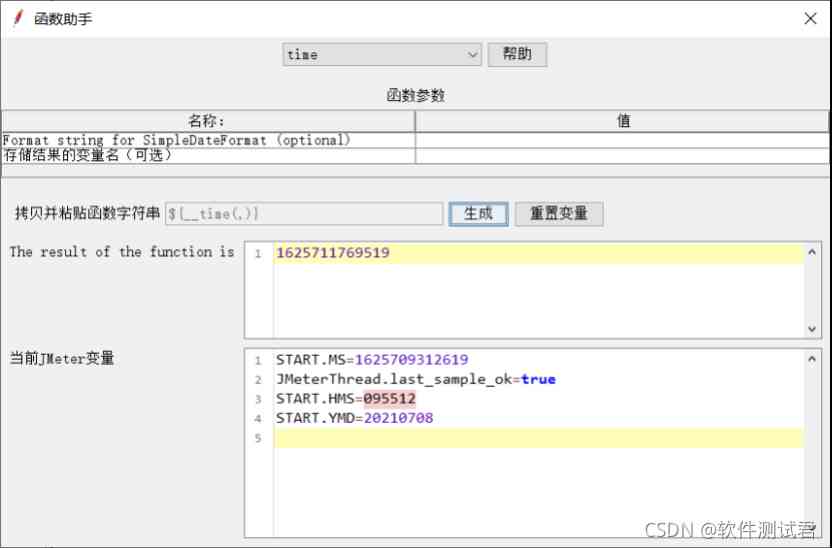 函数助手
time 帮助
函数参数
名称: 值
Format string for SimpleDateFormat (optional)
存储结果的变量名（可选）
拷贝并粘贴函数字符串 ${__time(,)} 生成 重置变量
The result of the function is 1 1625711769519
当前JMeter变量 1 START.MS=1625709312619
2 JMeterThread.last_sample_ok=true
3 START.HMS=095512
4 START.YMD=20210708
5
CSDN @软件测试君